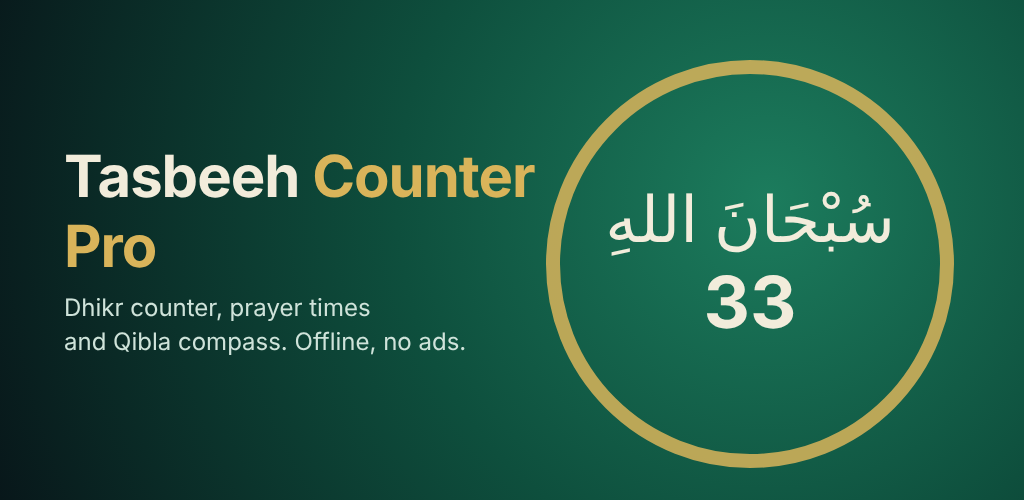 Tasbeeh Counter
Pro
Dhikr counter, prayer times
and Qibla compass. Offline, no ads.
سُبْحَانَ اللهِ
33